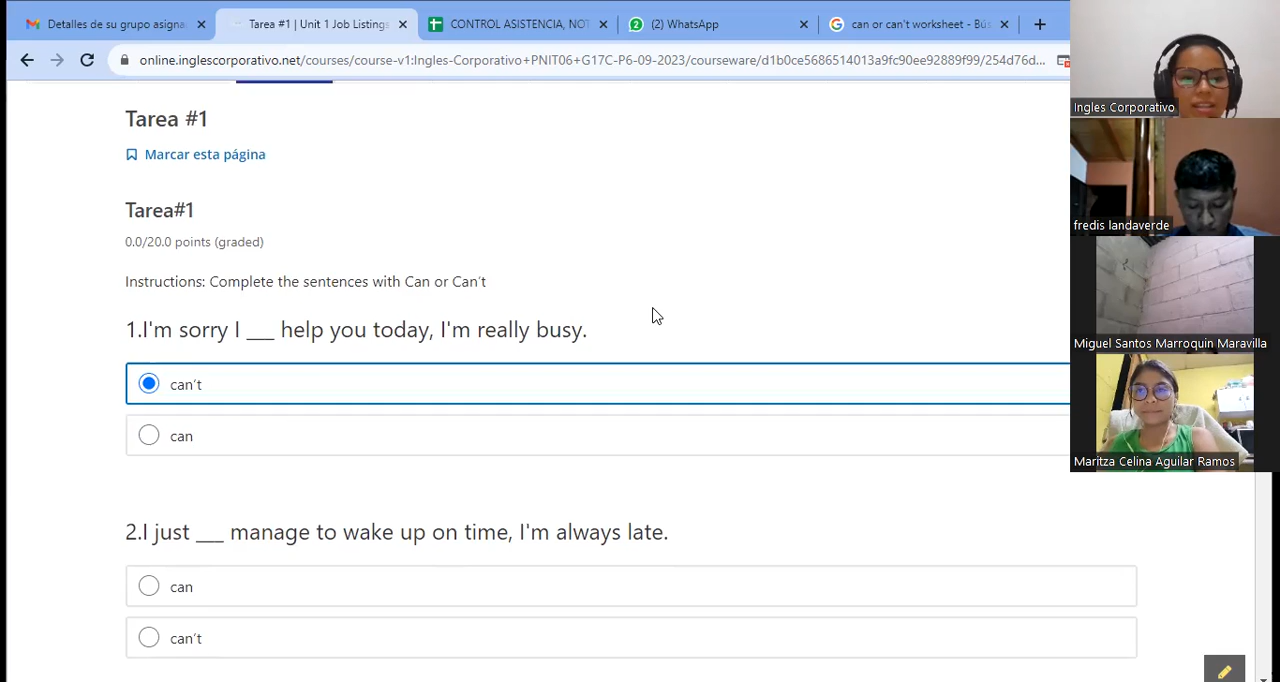 Detalles de su grupo asigna
Tarea #1 | Unit 1 Job Listings
CONTROL ASISTENCIA, NOT
(2) WhatsApp
can or can't worksheet - Bús
online.inglescorporativo.net/courses/course-v1:Ingles-Corporativo+PNIT06+G17C-P6-09-2023/courseware/d1b0ce5686514013a9fc90ee92889f99/254d76d...
Tarea #1
Marcar esta página
Tarea#1
0.0/20.0 points (graded)
Instructions: Complete the sentences with Can or Can't
1.I'm sorry I ___ help you today, I'm really busy.
can't
can
2.I just ___ manage to wake up on time, I'm always late.
can
can't
Ingles Corporativo
fredis landaverde
Miguel Santos Marroquin Maravilla
Maritza Celina Aguilar Ramos